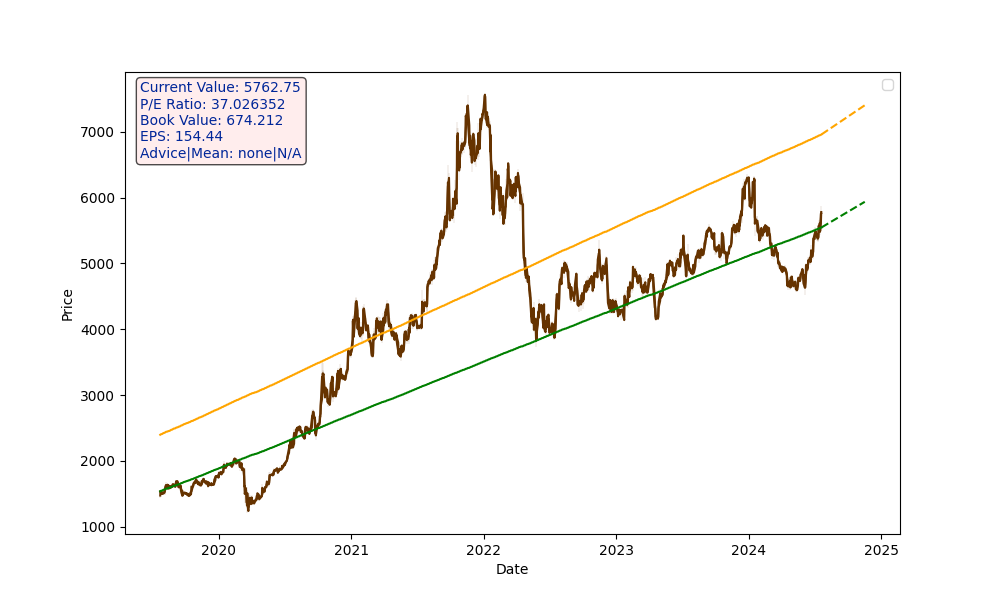 Current Value: 5762.75
P/E Ratio: 37.026352
Book Value: 674.212
EPS: 154.44
Advice|Mean: none|N/A
7000
6000
5000
4000
3000
2000
1000
Price
2020 2021 2022 2023 2024 2025
Date